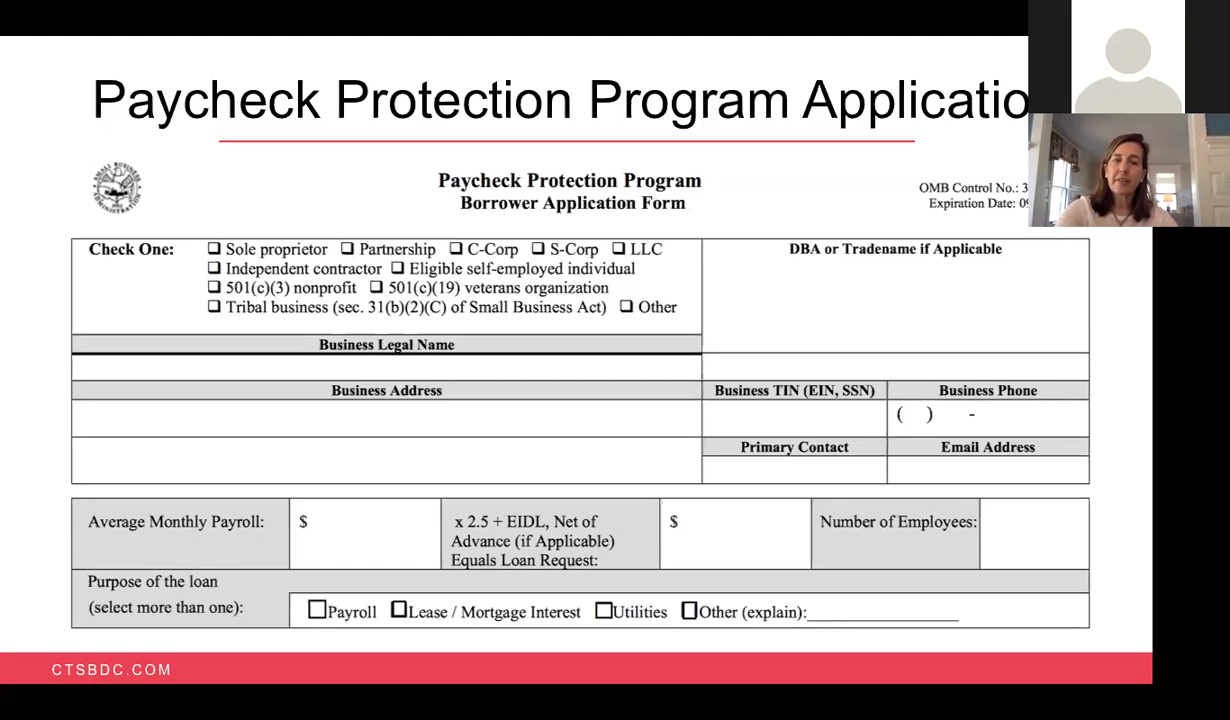 Paycheck Protection Program Applicatio
Paycheck Protection Program
Borrower Application Form
OMB Control No.: 3
Expiration Date: 09
Check One: ❑ Sole proprietor ❑ Partnership ❑ C-Corp ❑ S-Corp ❑ LLC
❑ Independent contractor ❑ Eligible self-employed individual
❑ 501(c)(3) nonprofit ❑ 501(c)(19) veterans organization
❑ Tribal business (sec. 31(b)(2)(C) of Small Business Act) ❑ Other
DBA or Tradename if Applicable
Business Legal Name
Business Address
Business TIN (EIN, SSN)
Business Phone
( ) -
Primary Contact
Email Address
Average Monthly Payroll:
$
x 2.5 + EIDL, Net of
Advance (if Applicable)
Equals Loan Request:
$
Number of Employees:
Purpose of the loan
(select more than one):
☐Payroll ☐Lease / Mortgage Interest ☐Utilities ☐Other (explain):___________________
CTSBDC.COM